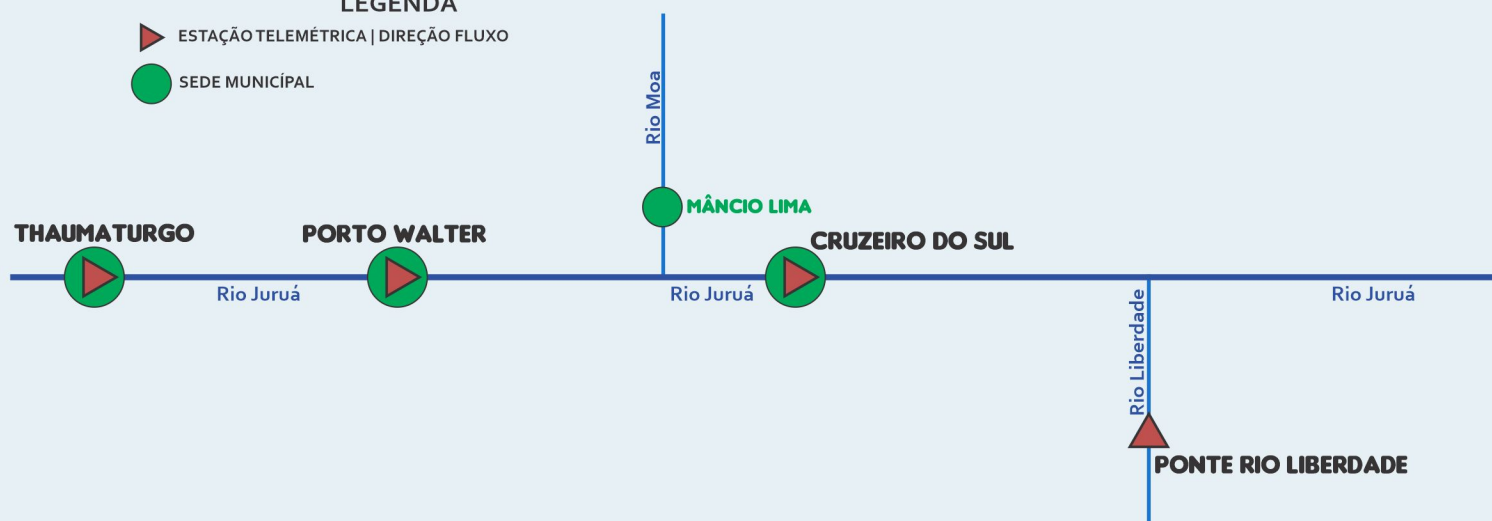 LEGENDA
ESTAÇÃO TELEMÉTRICA | DIREÇÃO FLUXO
SEDE MUNICÍPAL
Rio Moa
MÂNCIO LIMA
THAUMATURGO
PORTO WALTER
CRUZEIRO DO SUL
Rio Juruá
Rio Juruá
Rio Juruá
Rio Liberdade
PONTE RIO LIBERDADE